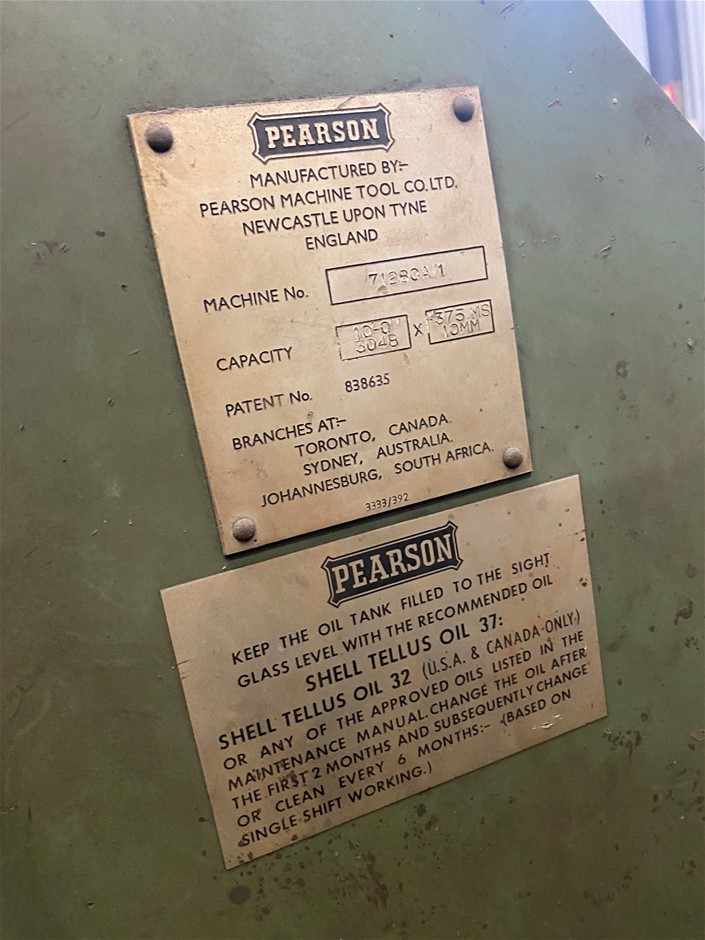 PEARSON
MANUFACTURED BY:-
PEARSON MACHINE TOOL CO. LTD.
NEWCASTLE UPON TYNE
ENGLAND
MACHINE No.
CAPACITY 10-0" X ·375 MS
3048 10MM
PATENT No. 838635
BRANCHES AT:-
TORONTO, CANADA.
SYDNEY, AUSTRALIA.
JOHANNESBURG, SOUTH AFRICA.
3333/392
PEARSON
KEEP THE OIL TANK FILLED TO THE SIGHT
GLASS LEVEL WITH THE RECOMMENDED OIL
SHELL TELLUS OIL 37:
SHELL TELLUS OIL 32 (U.S.A. & CANADA-ONLY.)
OR ANY OF THE APPROVED OILS LISTED IN THE
MAINTENANCE MANUAL. CHANGE THE OIL AFTER
THE FIRST 2 MONTHS AND SUBSEQUENTLY CHANGE
OR CLEAN EVERY 6 MONTHS:- (BASED ON
SINGLE SHIFT WORKING.)